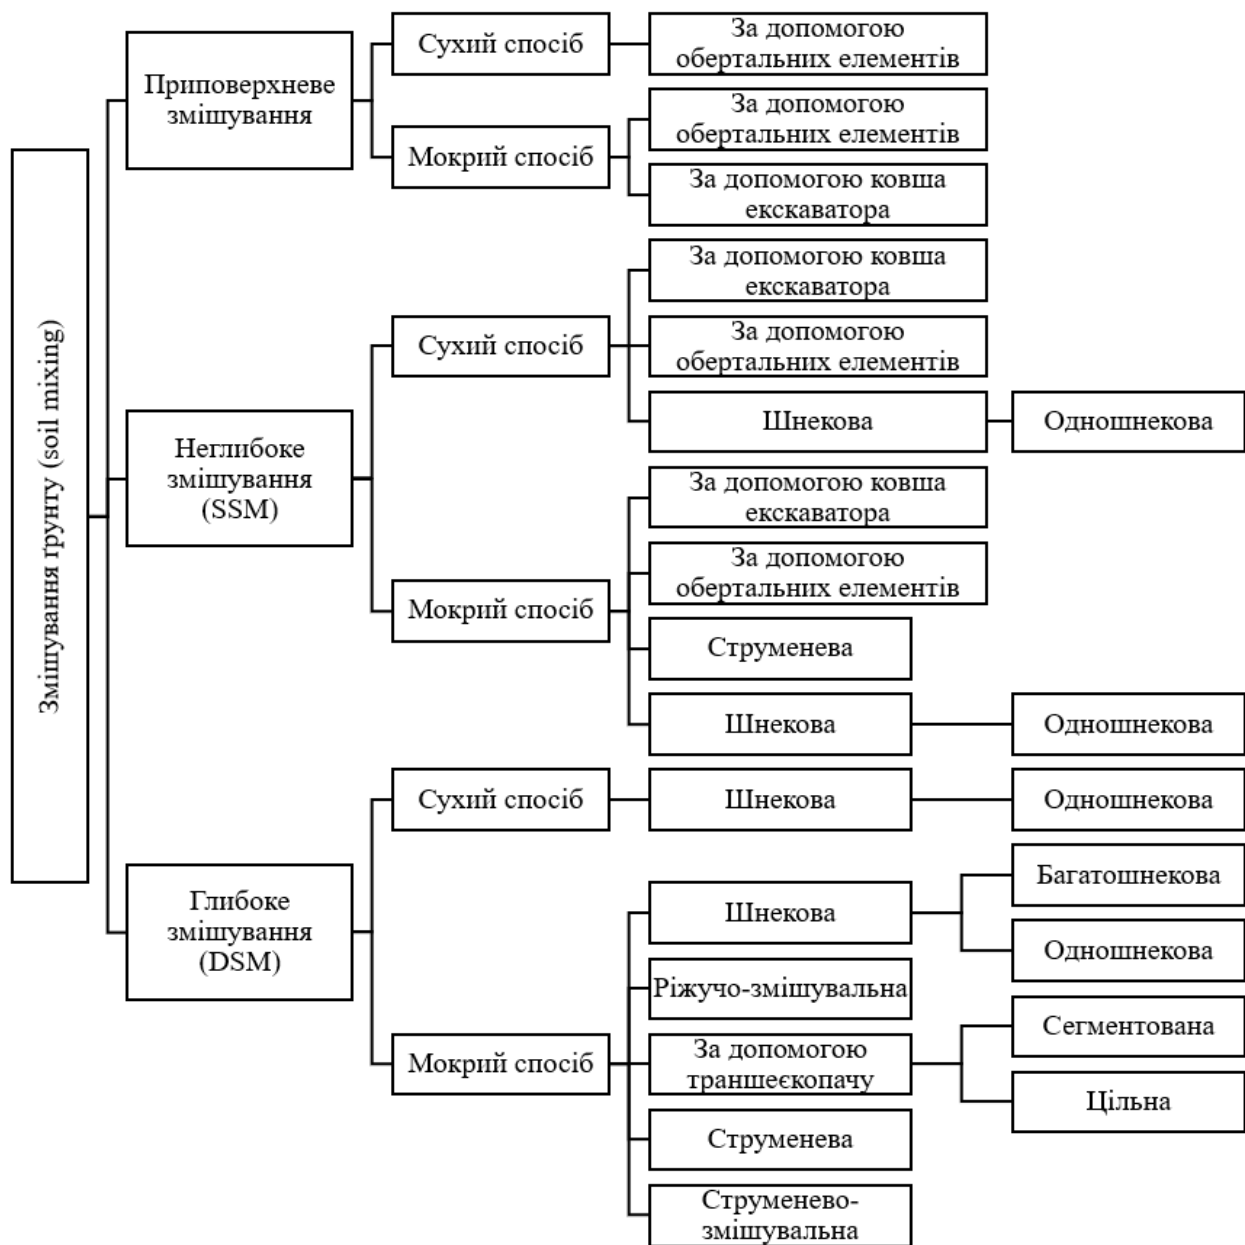 Змішування ґрунту (soil mixing)
Приповерхневе
змішування
Сухий спосіб
За допомогою
обертальних елементів
Мокрий спосіб
За допомогою
обертальних елементів
За допомогою ковша
екскаватора
Неглибоке
змішування
(SSM)
Сухий спосіб
За допомогою ковша
екскаватора
За допомогою
обертальних елементів
Шнекова
Одношнекова
Мокрий спосіб
За допомогою ковша
екскаватора
За допомогою
обертальних елементів
Струменева
Шнекова
Одношнекова
Глибоке
змішування
(DSM)
Сухий спосіб
Шнекова
Одношнекова
Мокрий спосіб
Шнекова
Багатошнекова
Одношнекова
Ріжучо-змішувальна
За допомогою
траншеєкопачу
Сегментована
Цільна
Струменева
Струменево-
змішувальна